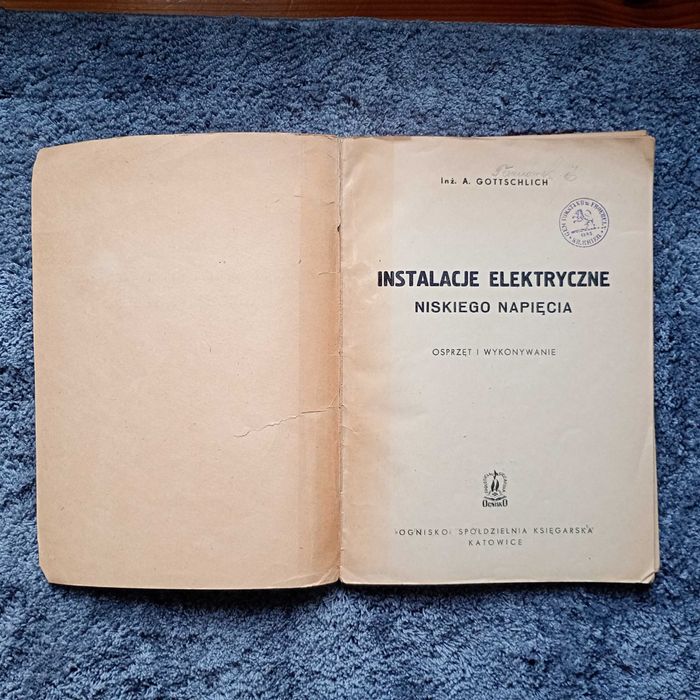 Inż. A. GOTTSCHLICH
INSTALACJE ELEKTRYCZNE
NISKIEGO NAPIĘCIA
OSPRZĘT I WYKONYWANIE
OGNISKO
»OGNISKO« SPÓŁDZIELNIA KSIĘGARSKA
KATOWICE